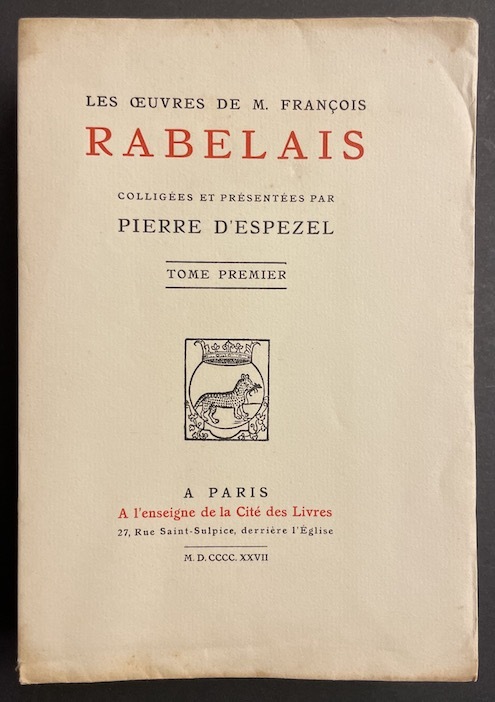 LES ŒUVRES DE M. FRANÇOIS
RABELAIS
COLLIGÉES ET PRÉSENTÉES PAR
PIERRE D'ESPEZEL
TOME PREMIER
A PARIS
A l'enseigne de la Cité des Livres
27, Rue Saint-Sulpice, derrière l'Église
M. D. CCCC. XXVII